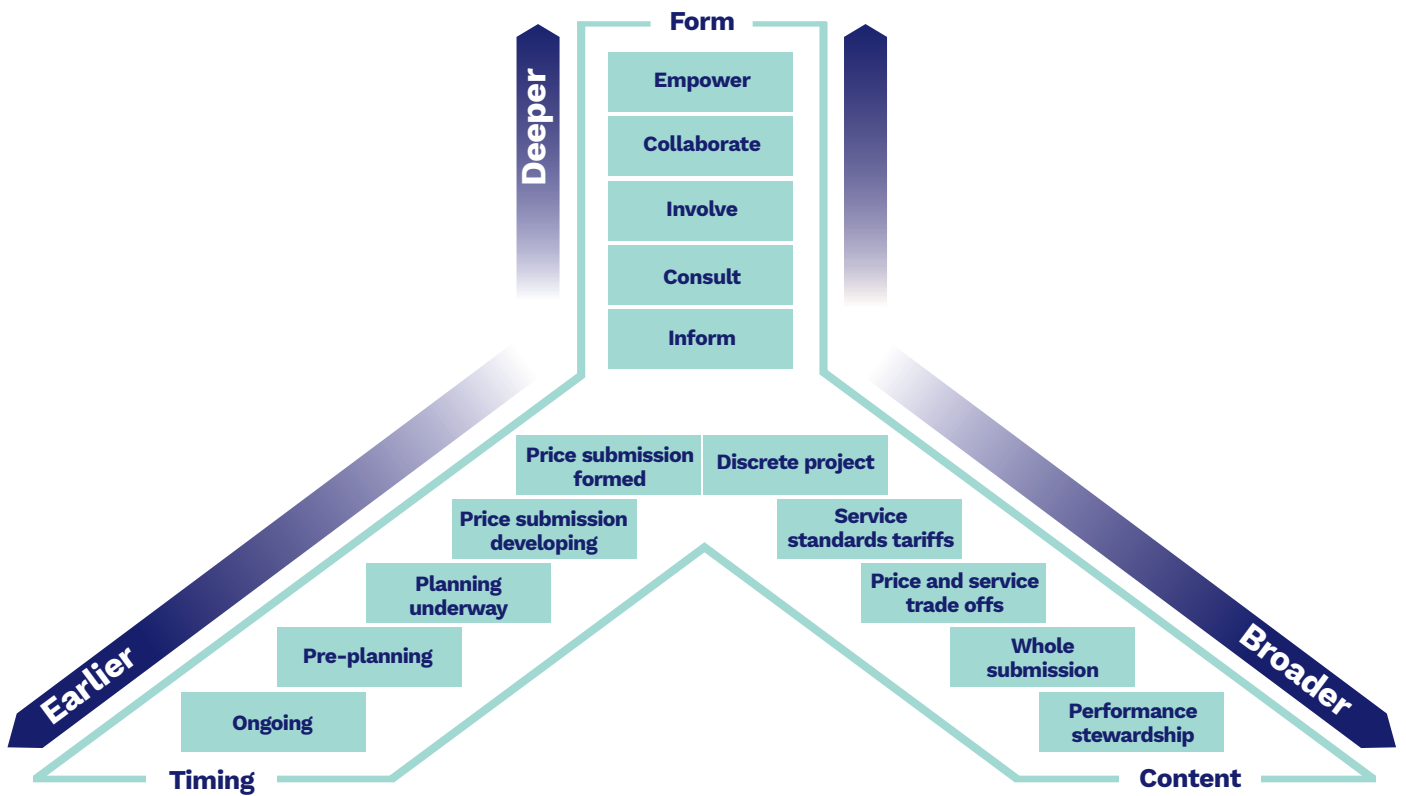 Form
Deeper
Empower
Collaborate
Involve
Consult
Inform
Price submission
formed
Discrete project
Price submission
developing
Service
standards tariffs
Planning
underway
Price and service
trade offs
Pre-planning
Whole
submission
Ongoing
Performance
stewardship
Earlier
Broader
Timing
Content